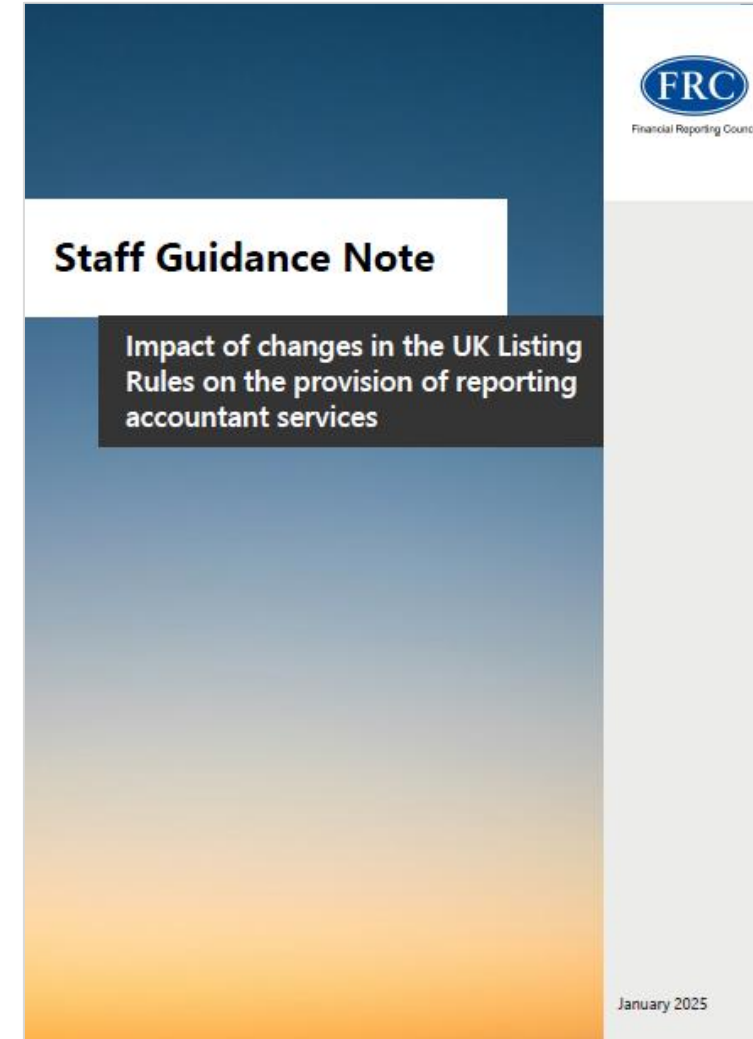 FRC
Financial Reporting Counc
Staff Guidance Note
Impact of changes in the UK Listing
Rules on the provision of reporting
accountant services
January 2025